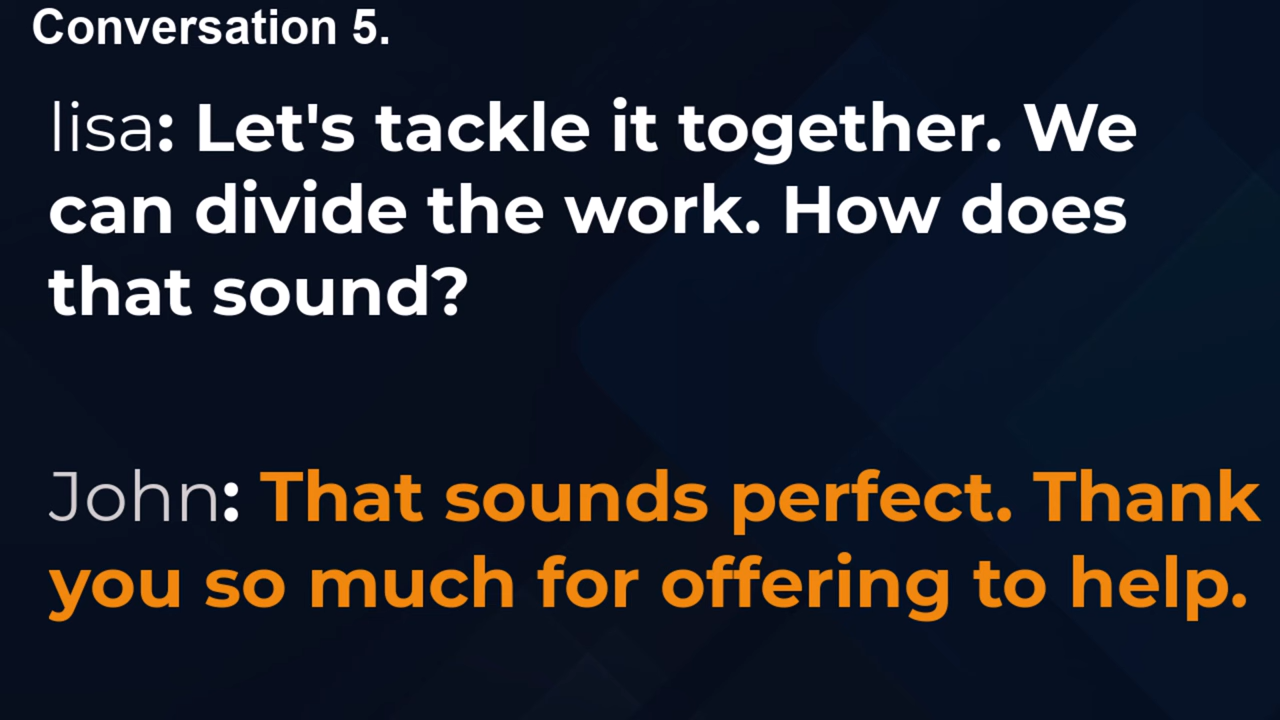 Conversation 5.
lisa: Let's tackle it together. We
can divide the work. How does
that sound?
John: That sounds perfect. Thank
you so much for offering to help.